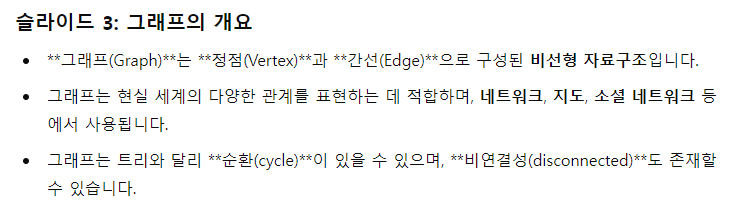 슬라이드 3: 그래프의 개요
• **그래프(Graph)**는 **정점(Vertex)**과 **간선(Edge)**으로 구성된 비선형 자료구조입니다.
• 그래프는 현실 세계의 다양한 관계를 표현하는 데 적합하며, 네트워크, 지도, 소셜 네트워크 등
에서 사용됩니다.
• 그래프는 트리와 달리 **순환(cycle)**이 있을 수 있으며, **비연결성(disconnected)**도 존재할
수 있습니다.